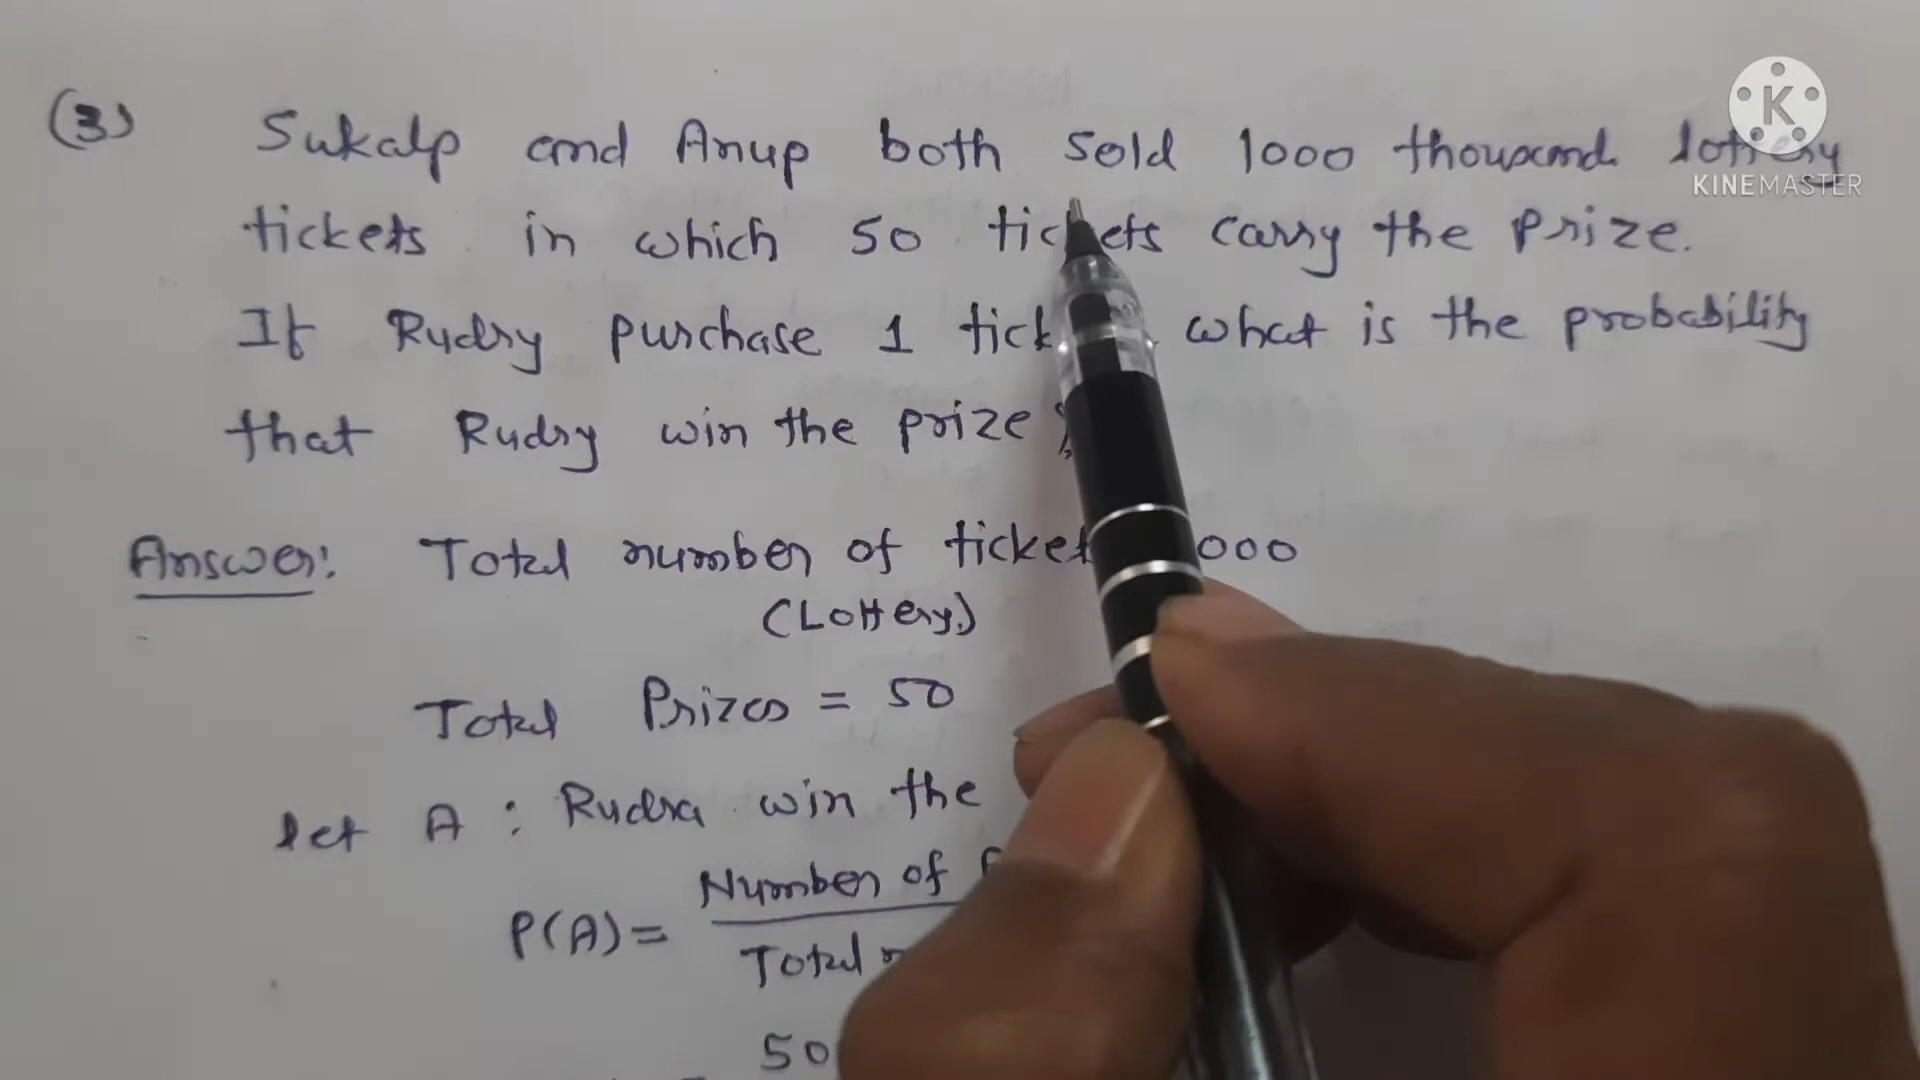 (3) Sukalp and Anup both sold 1000 thousand lottery
tickets in which 50 tickets carry the prize.
If Rudry purchase 1 tick what is the probability
that Rudry win the prize
Answer: Total number of ticket 000
(Lottery)
Total Prizes = 50
let A : Rudra win the
P(A) = Number of
Total
50
K
KINEMASTER